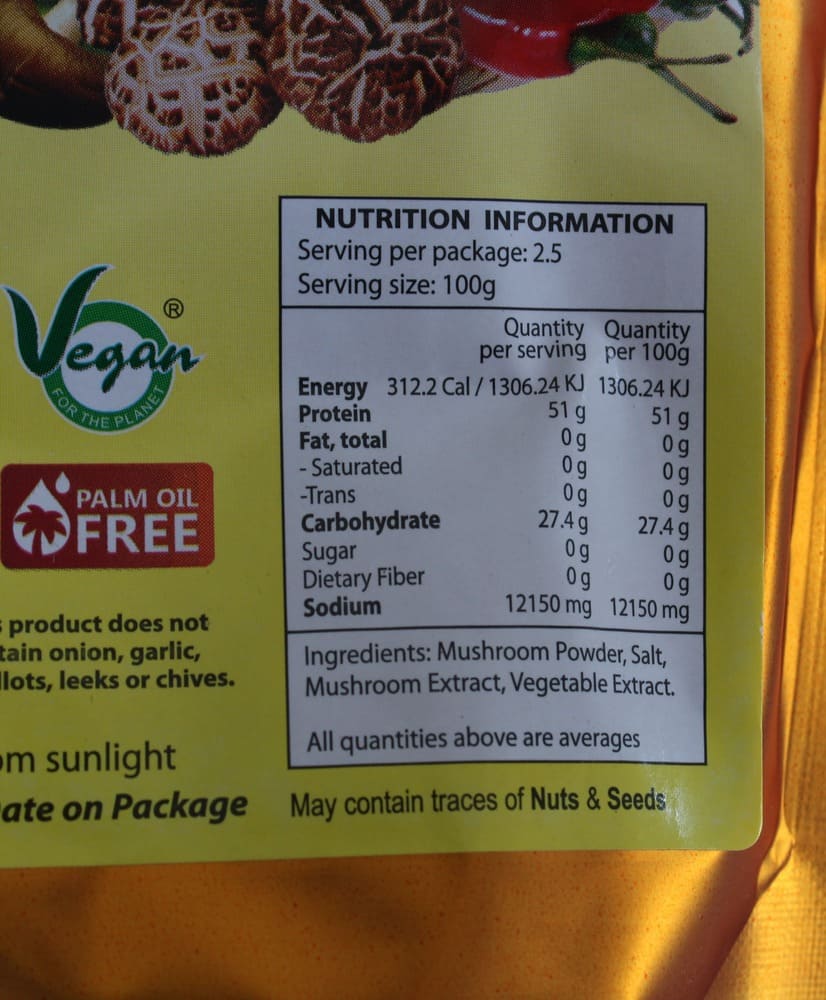 NUTRITION INFORMATION
Serving per package: 2.5
Serving size: 100g
Quantity Quantity
per serving per 100g
Energy 312.2 Cal / 1306.24 KJ 1306.24 KJ
Protein 51 g 51 g
Fat, total 0 g 0 g
- Saturated 0 g 0 g
-Trans 0 g 0 g
Carbohydrate 27.4 g 27.4 g
Sugar 0 g 0 g
Dietary Fiber 0 g 0 g
Sodium 12150 mg 12150 mg
Ingredients: Mushroom Powder, Salt,
Mushroom Extract, Vegetable Extract.
All quantities above are averages
May contain traces of Nuts & Seeds
Vegan ®
FOR THE PLANET
PALM OIL
FREE
product does not
tain onion, garlic,
llots, leeks or chives.
om sunlight
ate on Package